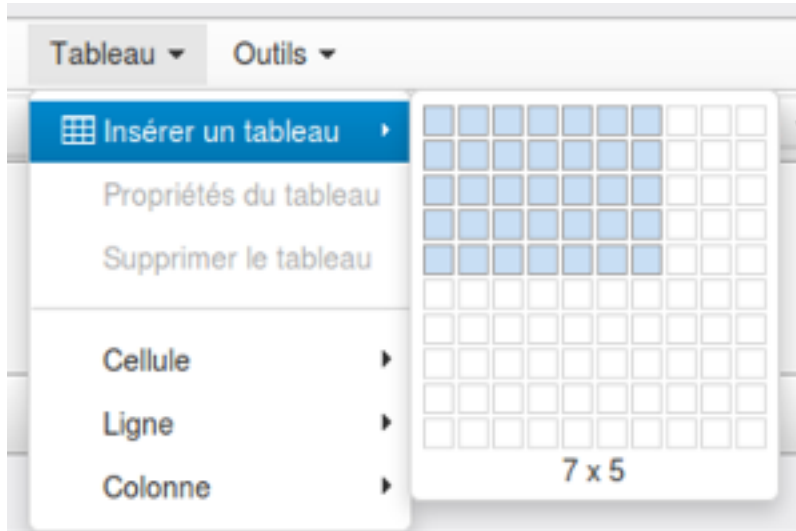 Tableau Outils
Insérer un tableau
Propriétés du tableau
Supprimer le tableau
Cellule
Ligne
Colonne
7 x 5